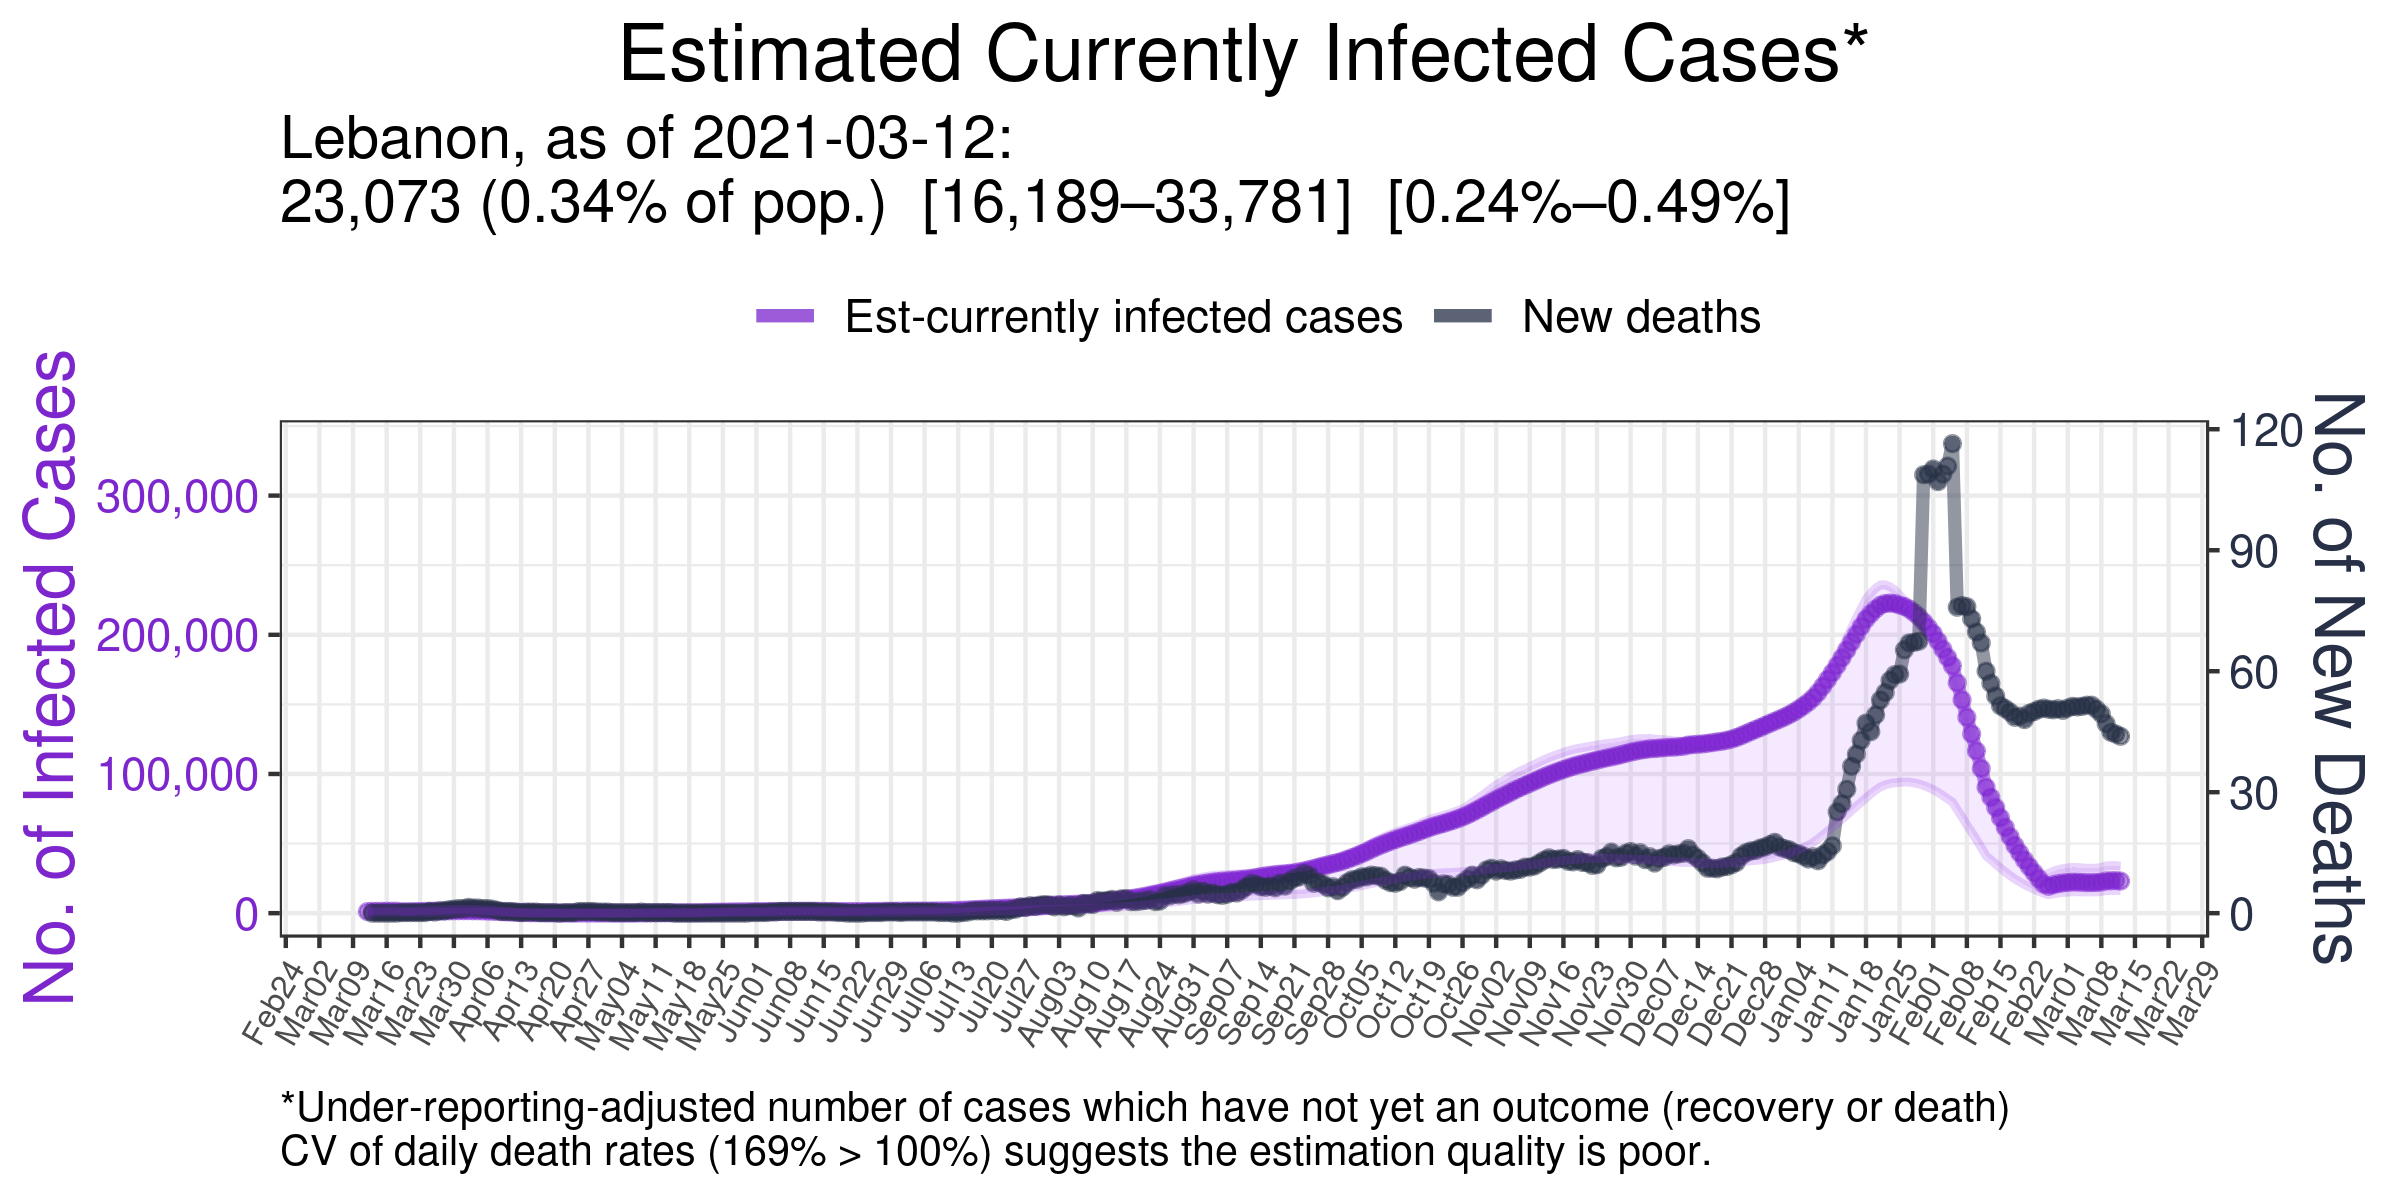 Estimated Currently Infected Cases*
Lebanon, as of 2021-03-12:
23,073 (0.34% of pop.)  [16,189–33,781]  [0.24%–0.49%]
Est-currently infected cases
New deaths
No. of Infected Cases
300,000
200,000
100,000
0
120
90
60
30
0
No. of New Deaths
Feb24
Mar02
Mar09
Mar16
Mar23
Mar30
Apr06
Apr13
Apr20
Apr27
May04
May11
May18
May25
Jun01
Jun08
Jun15
Jun22
Jun29
Jul06
Jul13
Jul20
Jul27
Aug03
Aug10
Aug17
Aug24
Aug31
Sep07
Sep14
Sep21
Sep28
Oct05
Oct12
Oct19
Oct26
Nov02
Nov09
Nov16
Nov23
Nov30
Dec07
Dec14
Dec21
Dec28
Jan04
Jan11
Jan18
Jan25
Feb01
Feb08
Feb15
Feb22
Mar01
Mar08
Mar15
Mar22
Mar29
*Under-reporting-adjusted number of cases which have not yet an outcome (recovery or death)
CV of daily death rates (169% > 100%) suggests the estimation quality is poor.